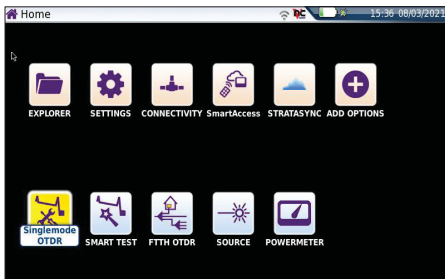 Home
15:36 08/03/2021
EXPLORER SETTINGS CONNECTIVITY SmartAccess STRATASYNC ADD OPTIONS
Singlemode
OTDR SMART TEST FTTH OTDR SOURCE POWERMETER